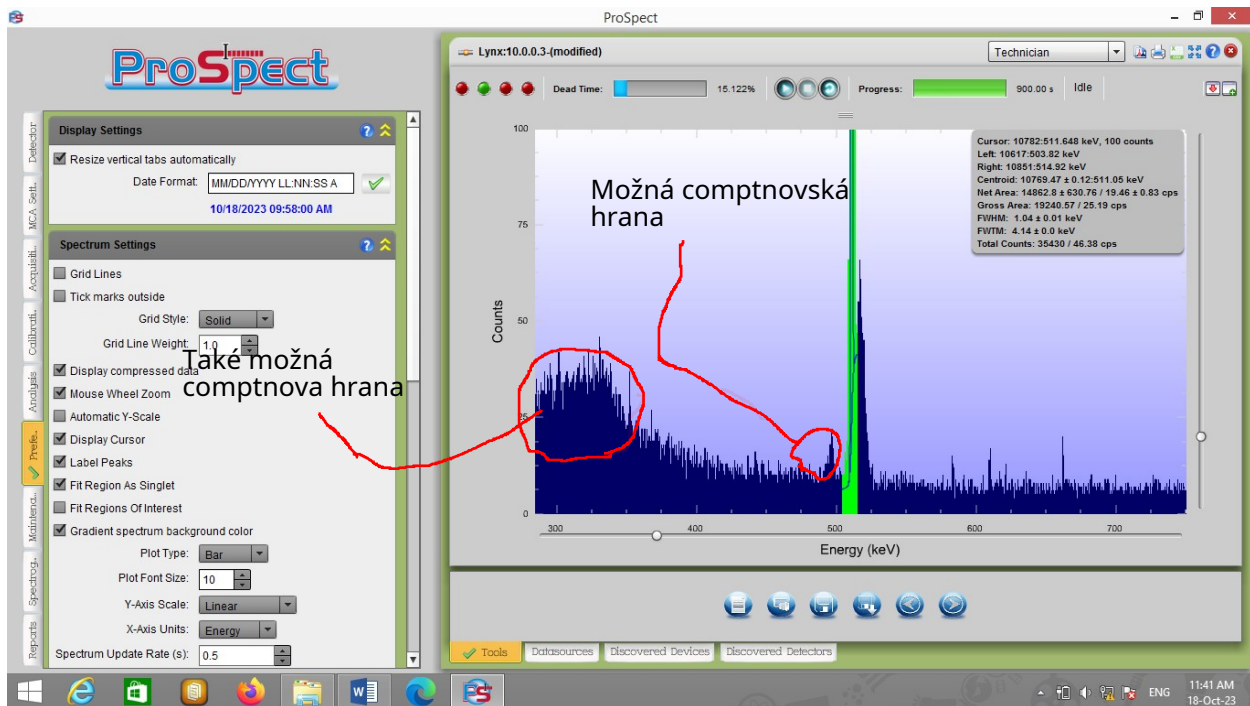 ProSpect
ProSpect
Lynx:10.0.0.3-(modified)
Technician
Dead Time:
15.122%
Progress:
900.00 s
Idle
Detector
MCA Sett.
Acquisiti..
Calibrati..
Analysis
Prefe..
Maintena..
Spectrog..
Reports
Display Settings
Resize vertical tabs automatically
Date Format: MM/DD/YYYY LL:NN:SS A
10/18/2023 09:58:00 AM
Spectrum Settings
Grid Lines
Tick marks outside
Grid Style: Solid
Grid Line Weight: 1.0
Display compressed data
Mouse Wheel Zoom
Automatic Y-Scale
Display Cursor
Label Peaks
Fit Region As Singlet
Fit Regions Of Interest
Gradient spectrum background color
Plot Type: Bar
Plot Font Size: 10
Y-Axis Scale: Linear
X-Axis Units: Energy
Spectrum Update Rate (s): 0.5
Také možná
comptnova hrana
Možná comptnovská
hrana
Cursor: 10782:511.648 keV, 100 counts
Left: 10617:503.82 keV
Right: 10851:514.92 keV
Centroid: 10769.47 ± 0.12:511.05 keV
Net Area: 14862.8 ± 630.76 / 19.46 ± 0.83 cps
Gross Area: 19240.57 / 25.19 cps
FWHM: 1.04 ± 0.01 keV
FWTM: 4.14 ± 0.0 keV
Total Counts: 35430 / 46.38 cps
100
75
50
25
0
Counts
300 400 500 600 700
Energy (keV)
Tools
Datasources
Discovered Devices
Discovered Detectors
ENG
11:41 AM
18-Oct-23